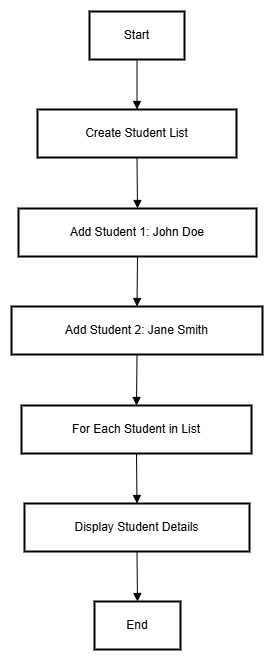 Start
Create Student List
Add Student 1: John Doe
Add Student 2: Jane Smith
For Each Student in List
Display Student Details
End